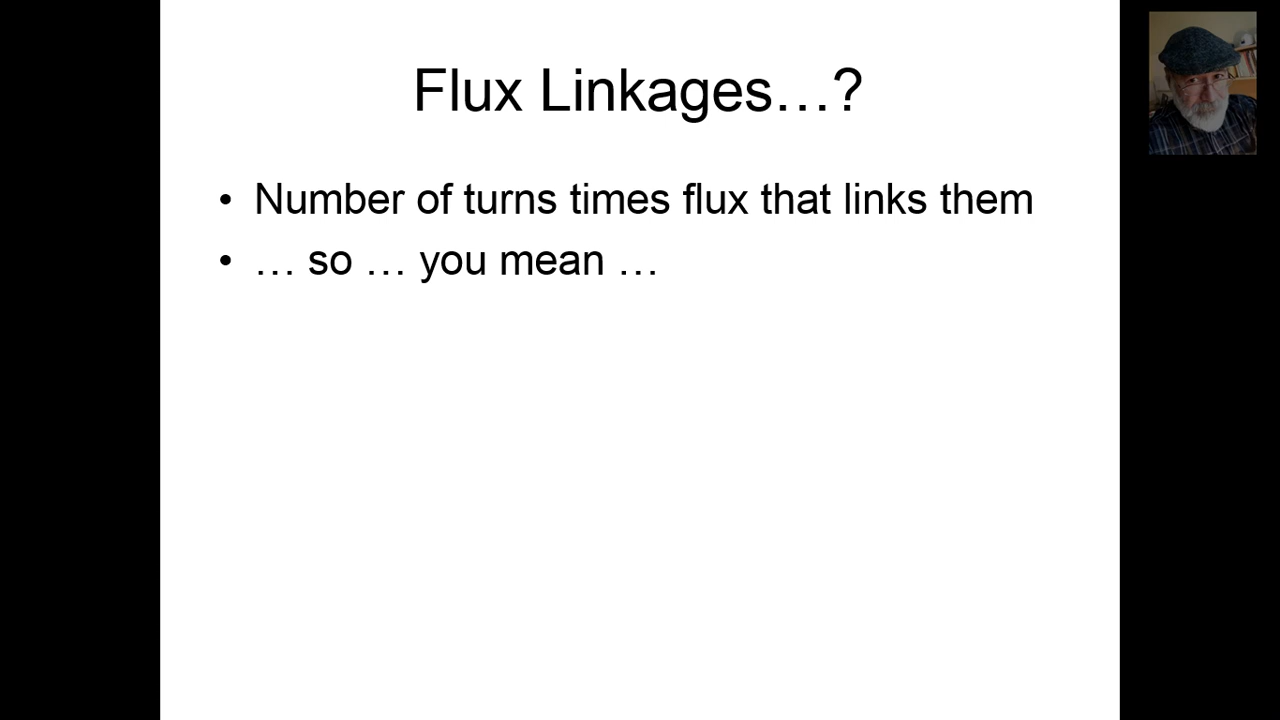 Flux Linkages…?
• Number of turns times flux that links them
• … so … you mean …